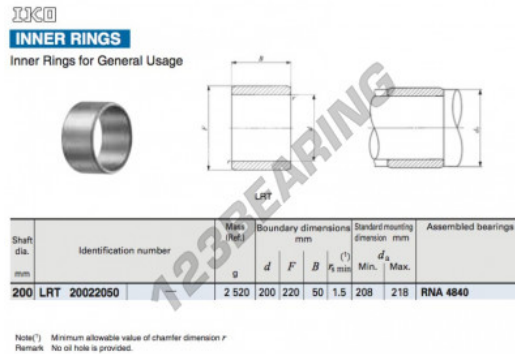 IKO
INNER RINGS
Inner Rings for General Usage
B
F
r
r
d
da
LRT
123BEARING
Shaft dia. mm
Identification number
Mass (Ref.) g
Boundary dimensions mm
d F B rs min (1)
Standard mounting dimension mm
da
Min. Max.
Assembled bearings
200 LRT 20022050 — 2 520 200 220 50 1.5 208 218 RNA 4840
Note(1) Minimum allowable value of chamfer dimension r
Remark No oil hole is provided.